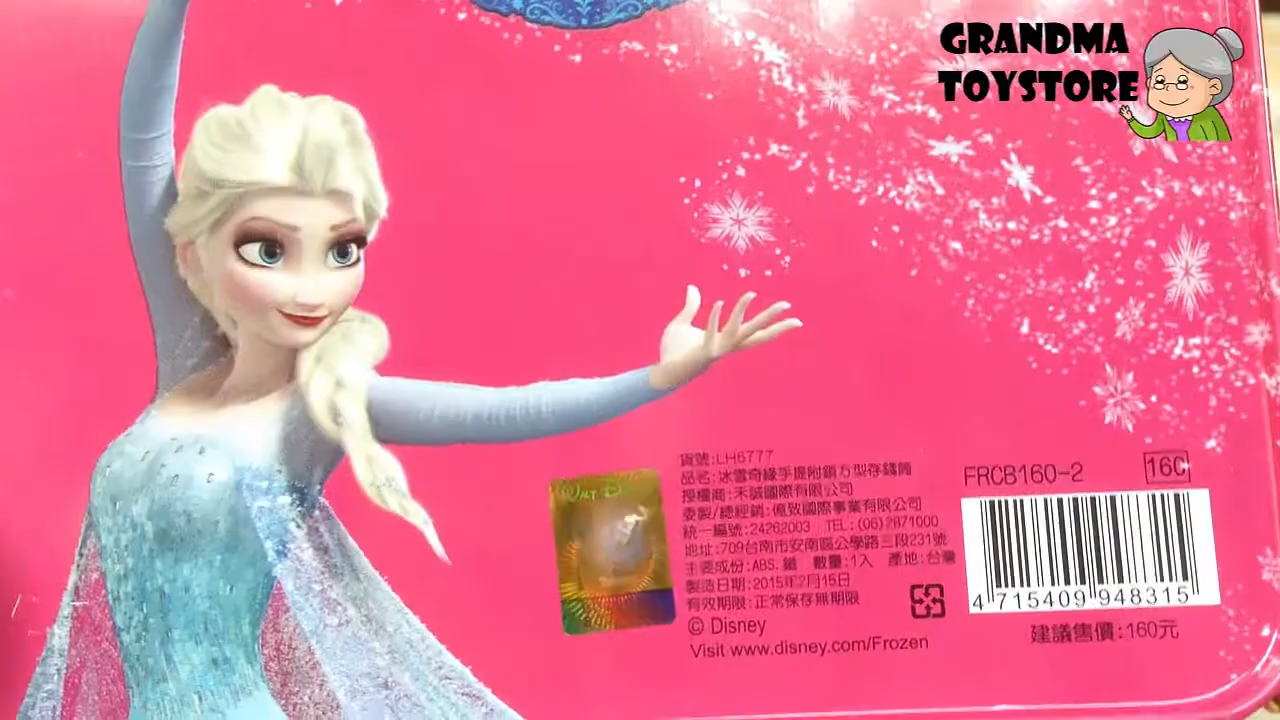 GRANDMA
TOYSTORE
貨號:LH6777
品名:冰雪奇緣手提附鎖方型存錢筒
授權商:禾誠國際有限公司
委製/總經銷:億致國際事業有限公司
統一編號:24262003 TEL:(06)2871000
地址:709台南市安南區公學路三段231號
主要成份:ABS.鐵 數量:1入 產地:台灣
製造日期:2015年2月15日
有效期限:正常保存無期限
© Disney
Visit www.disney.com/Frozen
FRCB160-2
16C
4 715409 948315
建議售價:160元
WALT D